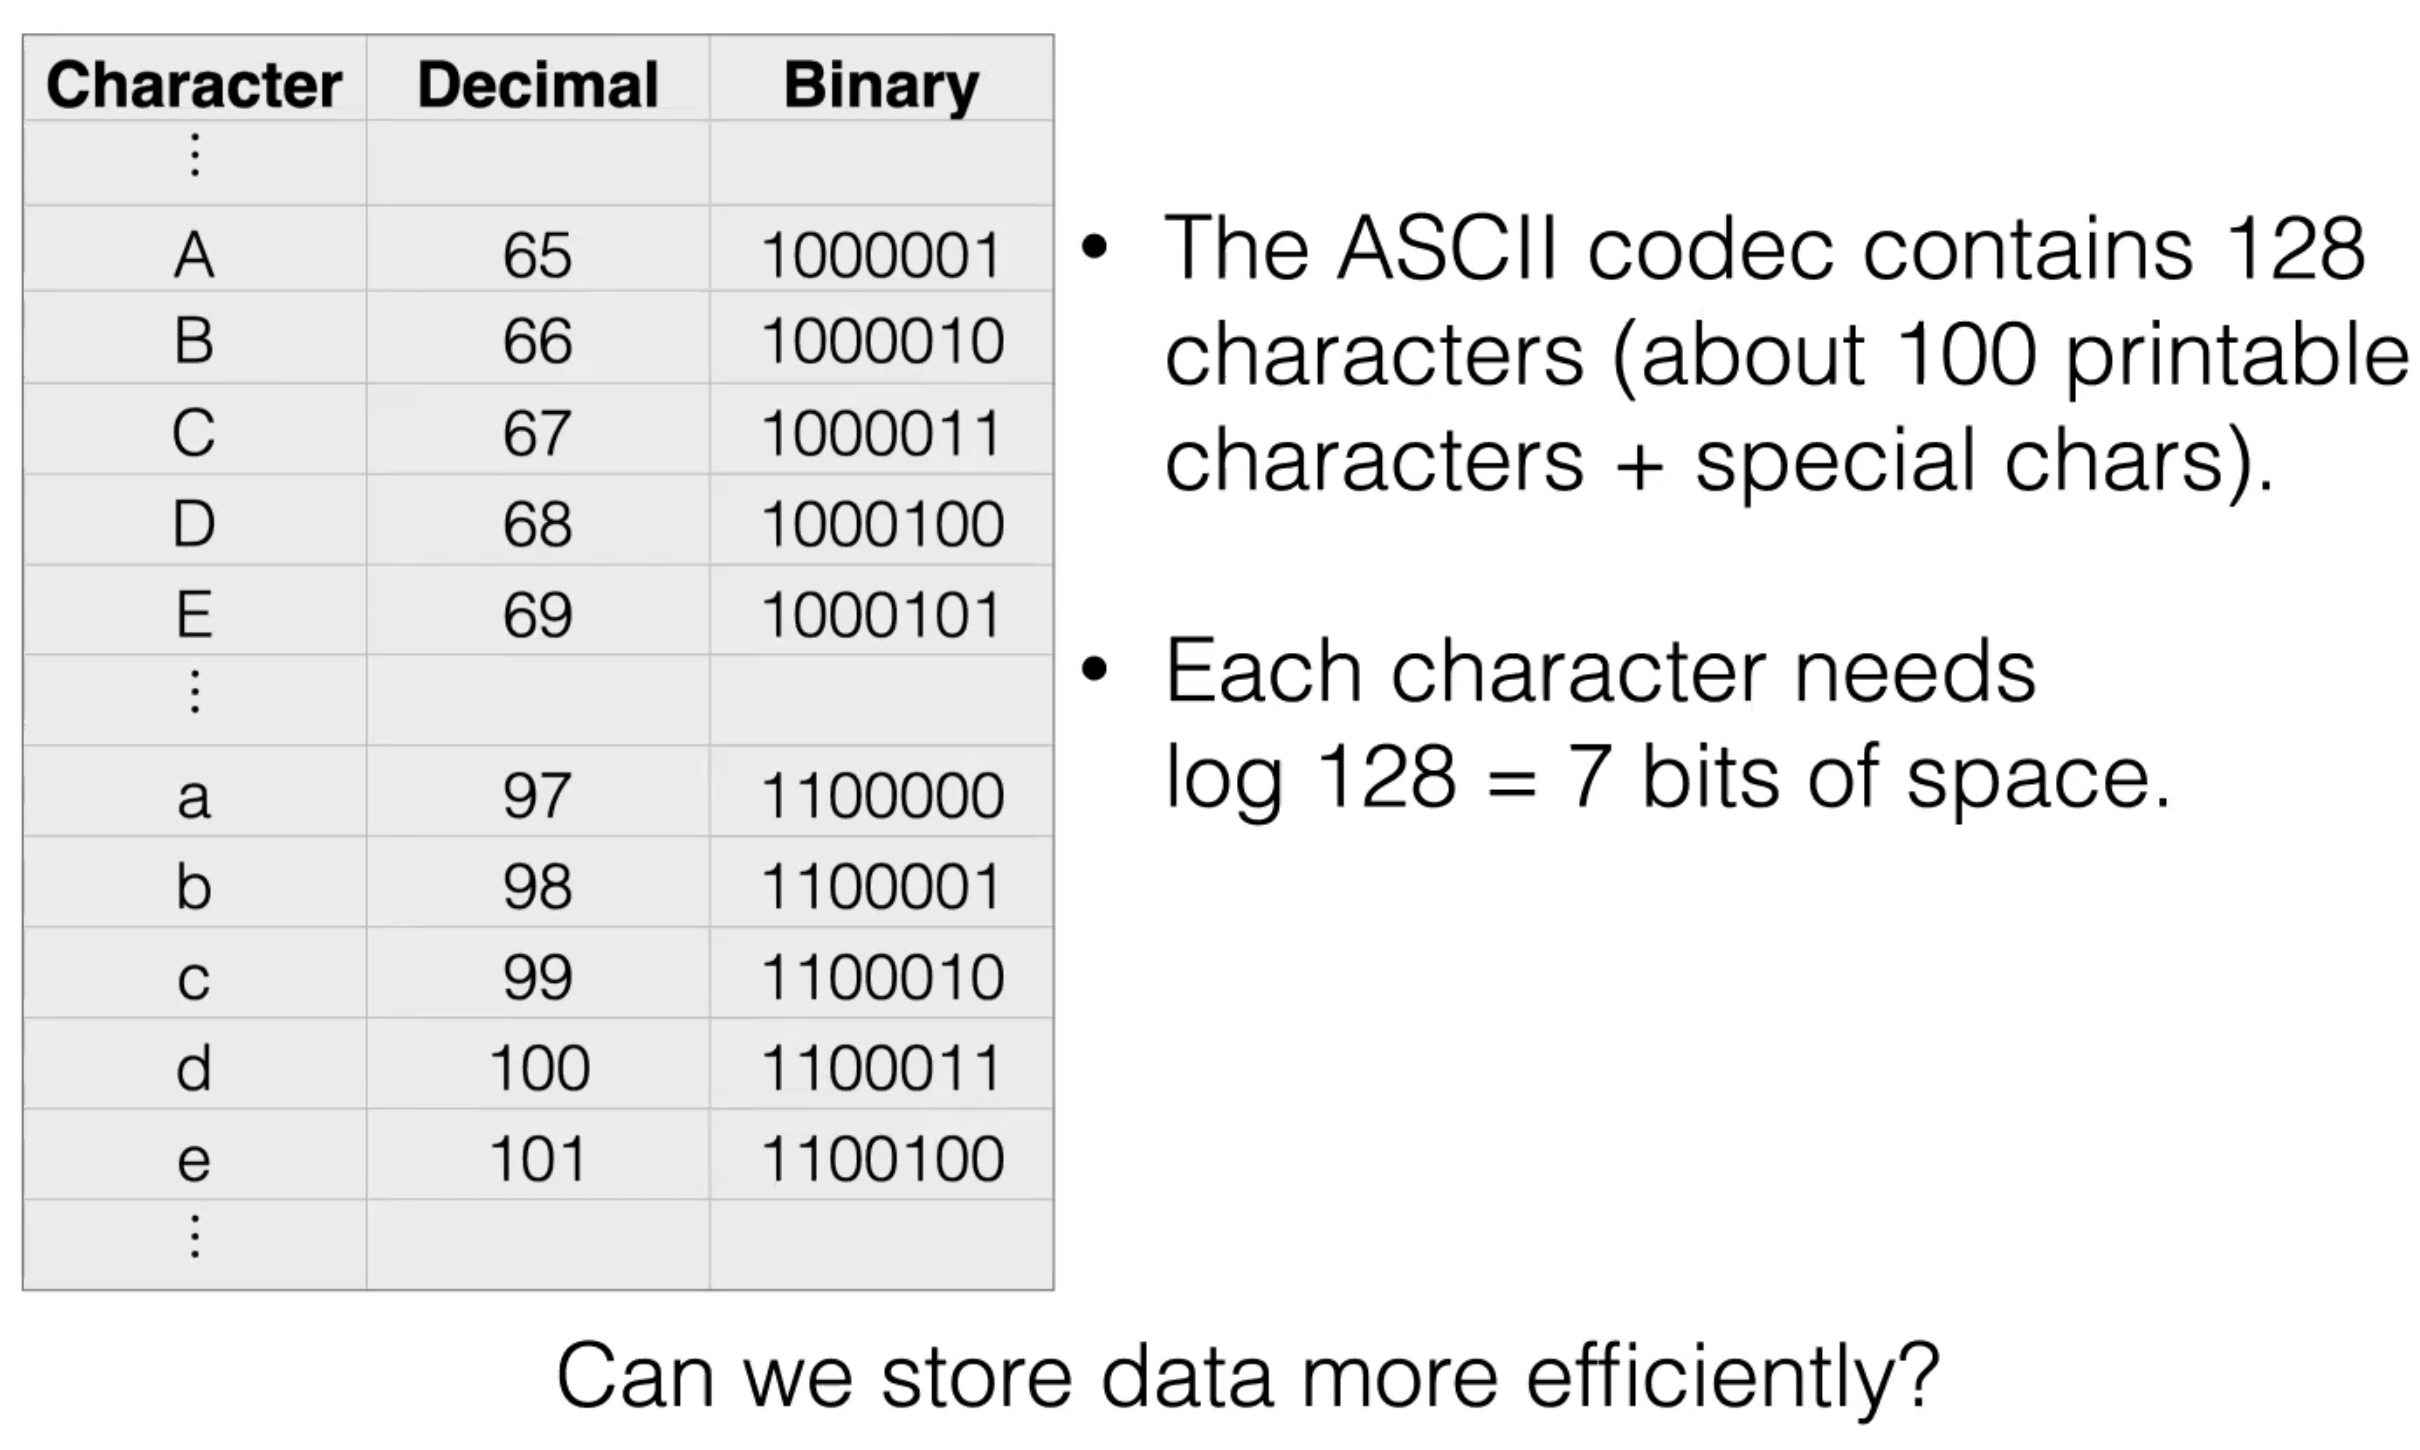 Character Decimal Binary
⋮
A 65 1000001
B 66 1000010
C 67 1000011
D 68 1000100
E 69 1000101
⋮
a 97 1100000
b 98 1100001
c 99 1100010
d 100 1100011
e 101 1100100
⋮
• The ASCII codec contains 128
characters (about 100 printable
characters + special chars).
• Each character needs
log 128 = 7 bits of space.
Can we store data more efficiently?